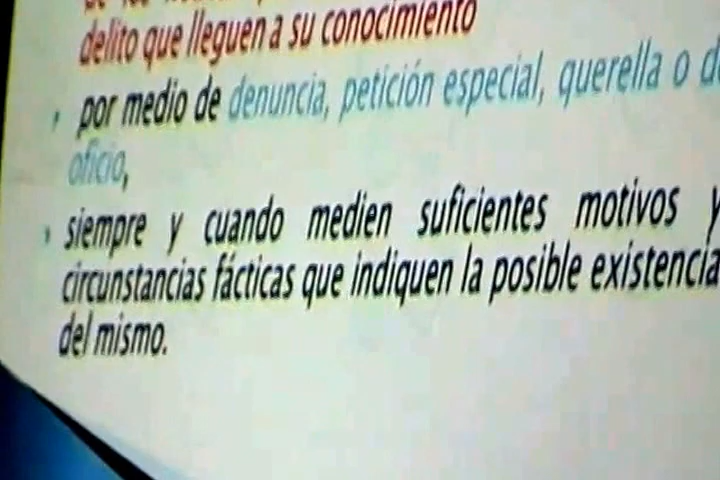 delito que lleguen a su conocimiento
por medio de denuncia, petición especial, querella o
oficio,
siempre y cuando medien suficientes motivos y
circunstancias fácticas que indiquen la posible existencia
del mismo.